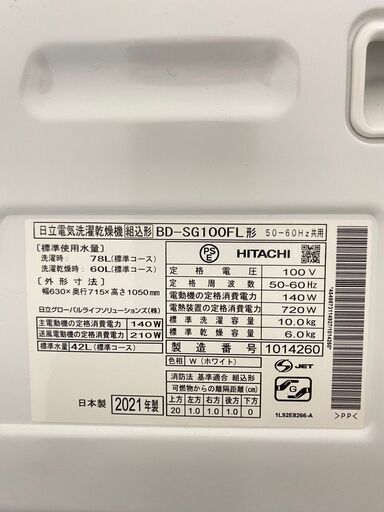 日立電気洗濯乾燥機 組込形 BD-SG100FL形 50-60Hz共用
[標準使用水量]
洗濯時： 78L(標準コース)
洗濯乾燥時： 60L(標準コース)
[外形寸法]
幅630×奥行715×高さ1050mm
日立グローバルライフソリューションズ(株)
主電動機の定格消費電力 140W
送風電動機の定格消費電力 210W
標準水量 42L(標準コース)
日本製 2021年製
PSE HITACHI
定格電圧 100V
定格周波数 50-60Hz
電動機の定格消費電力 140W
電熱装置の定格消費電力 720W
標準洗濯容量 10.0kg
標準乾燥容量 6.0kg
製造番号 1014260
色相 W (ホワイト)
消防法 基準適合 組込形
可燃物からの離隔距離(cm)
上方 左方 右方 前方 後方 下方
20 1.0 1.0 2.0 1.0 0
S JET
G
1L92E8266-A
>PP<